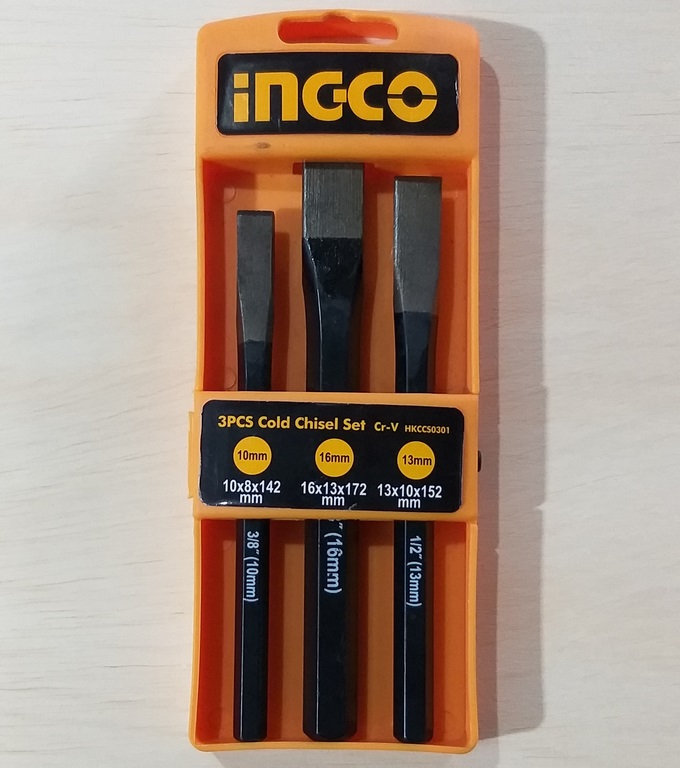 INGCO
3PCS Cold Chisel Set Cr-V HKCCS0301
10mm 16mm 13mm
10x8x142 16x13x172 13x10x152
mm mm mm
3/8" (10mm)
(16mm)
1/2" (13mm)